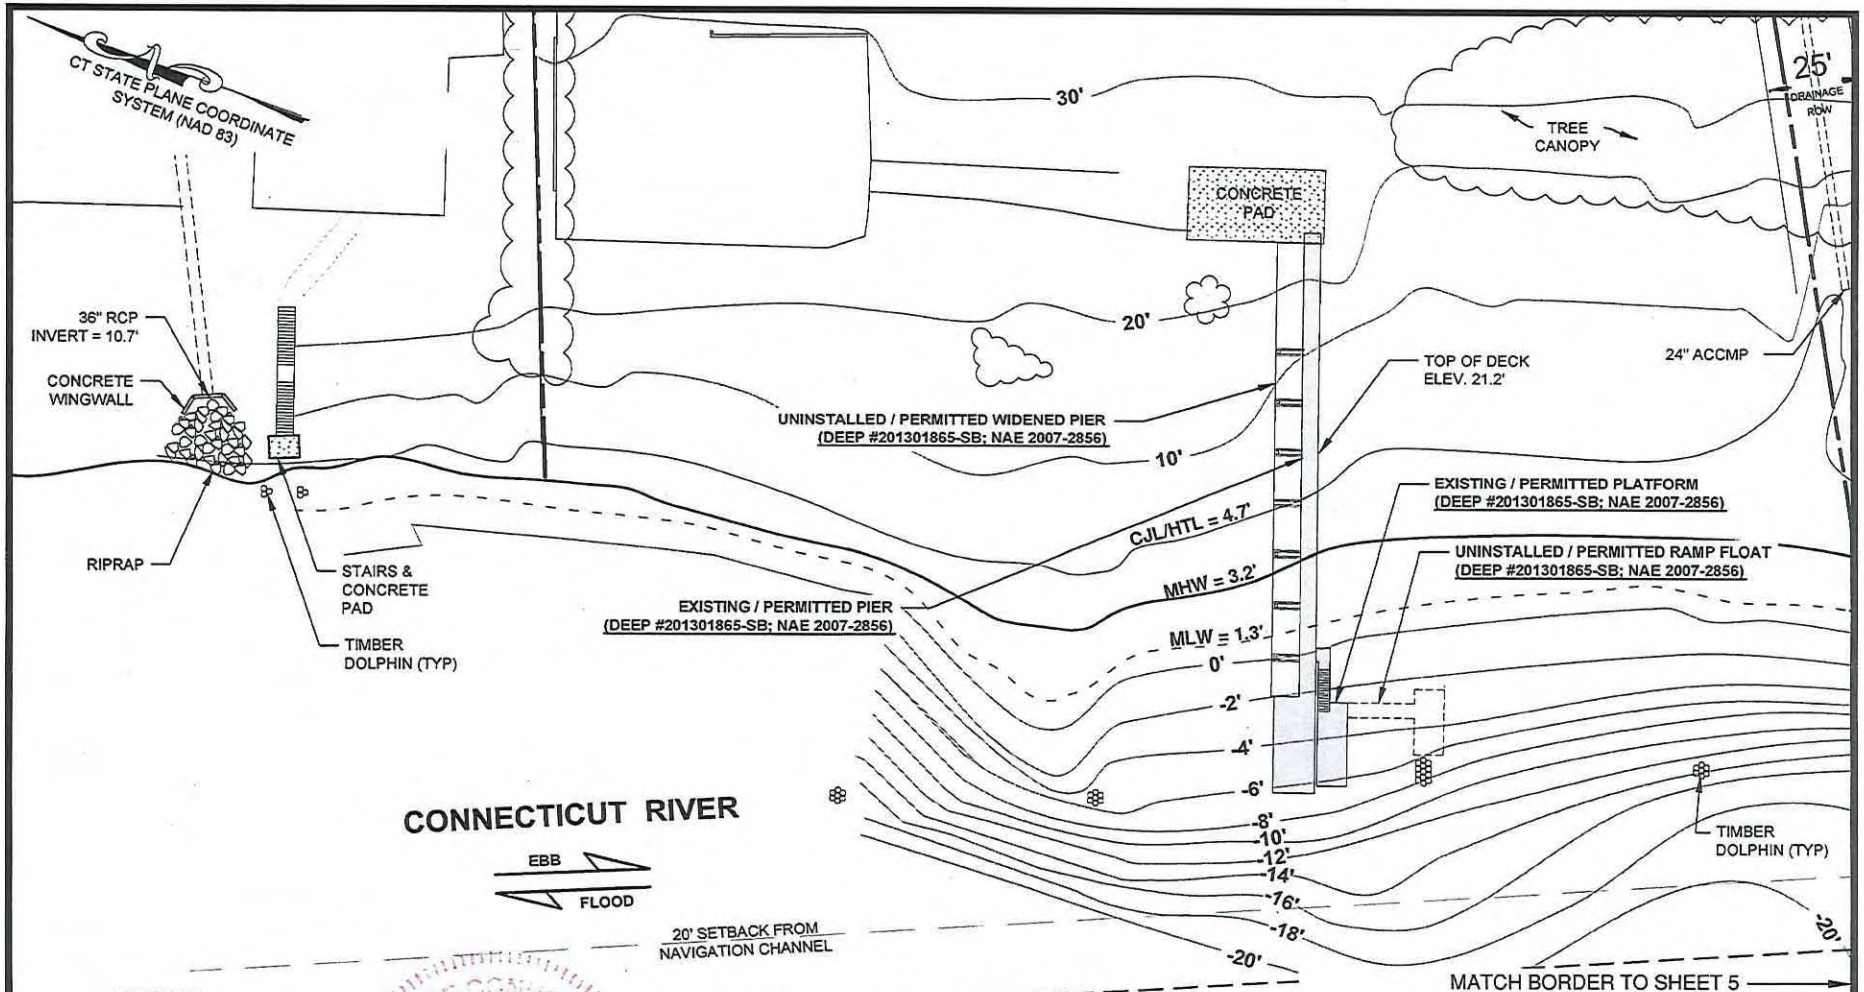 CT STATE PLANE COORDINATE
SYSTEM (NAD 83)
30'
25'
DRAINAGE
ROW
TREE
CANOPY
CONCRETE
PAD
36" RCP
INVERT = 10.7'
20'
TOP OF DECK
ELEV. 21.2'
24" ACCMP
CONCRETE
WINGWALL
UNINSTALLED / PERMITTED WIDENED PIER
(DEEP #201301865-SB; NAE 2007-2856)
10'
EXISTING / PERMITTED PLATFORM
(DEEP #201301865-SB; NAE 2007-2856)
CJL/HTL = 4.7'
RIPRAP
STAIRS &
CONCRETE
PAD
UNINSTALLED / PERMITTED RAMP FLOAT
(DEEP #201301865-SB; NAE 2007-2856)
MHW = 3.2'
EXISTING / PERMITTED PIER
(DEEP #201301865-SB; NAE 2007-2856)
TIMBER
DOLPHIN (TYP)
MLW = 1.3'
0'
-2'
-4'
-6'
-8'
-10'
-12'
-14'
-16'
-18'
-20'
CONNECTICUT RIVER
EBB
FLOOD
TIMBER
DOLPHIN (TYP)
20' SETBACK FROM
NAVIGATION CHANNEL
-20'
MATCH BORDER TO SHEET 5